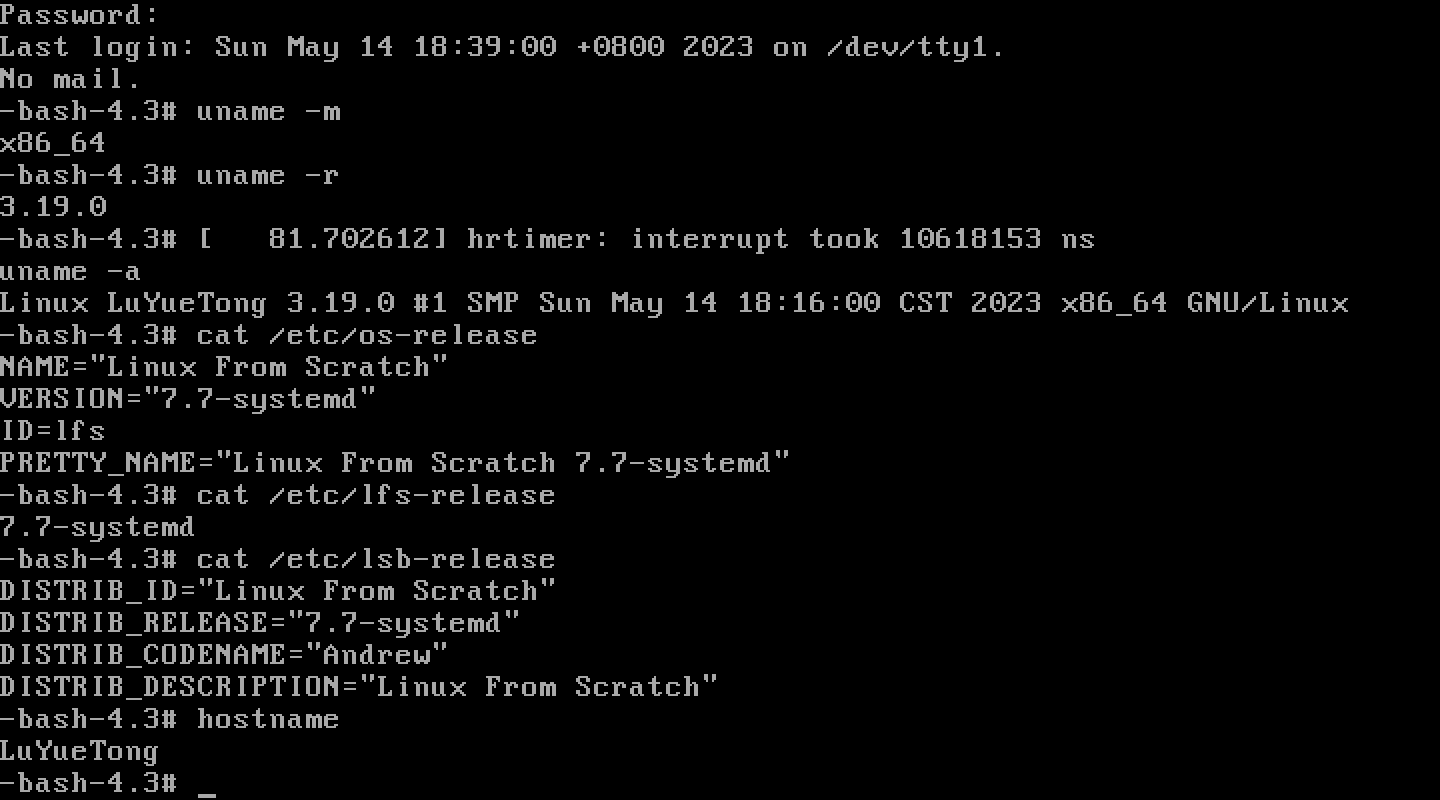 Password:
Last login: Sun May 14 18:39:00 +0800 2023 on /dev/tty1.
No mail.
-bash-4.3# uname -m
x86_64
-bash-4.3# uname -r
3.19.0
-bash-4.3# [   81.702612] hrtimer: interrupt took 10618153 ns
uname -a
Linux LuYueTong 3.19.0 #1 SMP Sun May 14 18:16:00 CST 2023 x86_64 GNU/Linux
-bash-4.3# cat /etc/os-release
NAME="Linux From Scratch"
VERSION="7.7-systemd"
ID=lfs
PRETTY_NAME="Linux From Scratch 7.7-systemd"
-bash-4.3# cat /etc/lfs-release
7.7-systemd
-bash-4.3# cat /etc/lsb-release
DISTRIB_ID="Linux From Scratch"
DISTRIB_RELEASE="7.7-systemd"
DISTRIB_CODENAME="Andrew"
DISTRIB_DESCRIPTION="Linux From Scratch"
-bash-4.3# hostname
LuYueTong
-bash-4.3# _